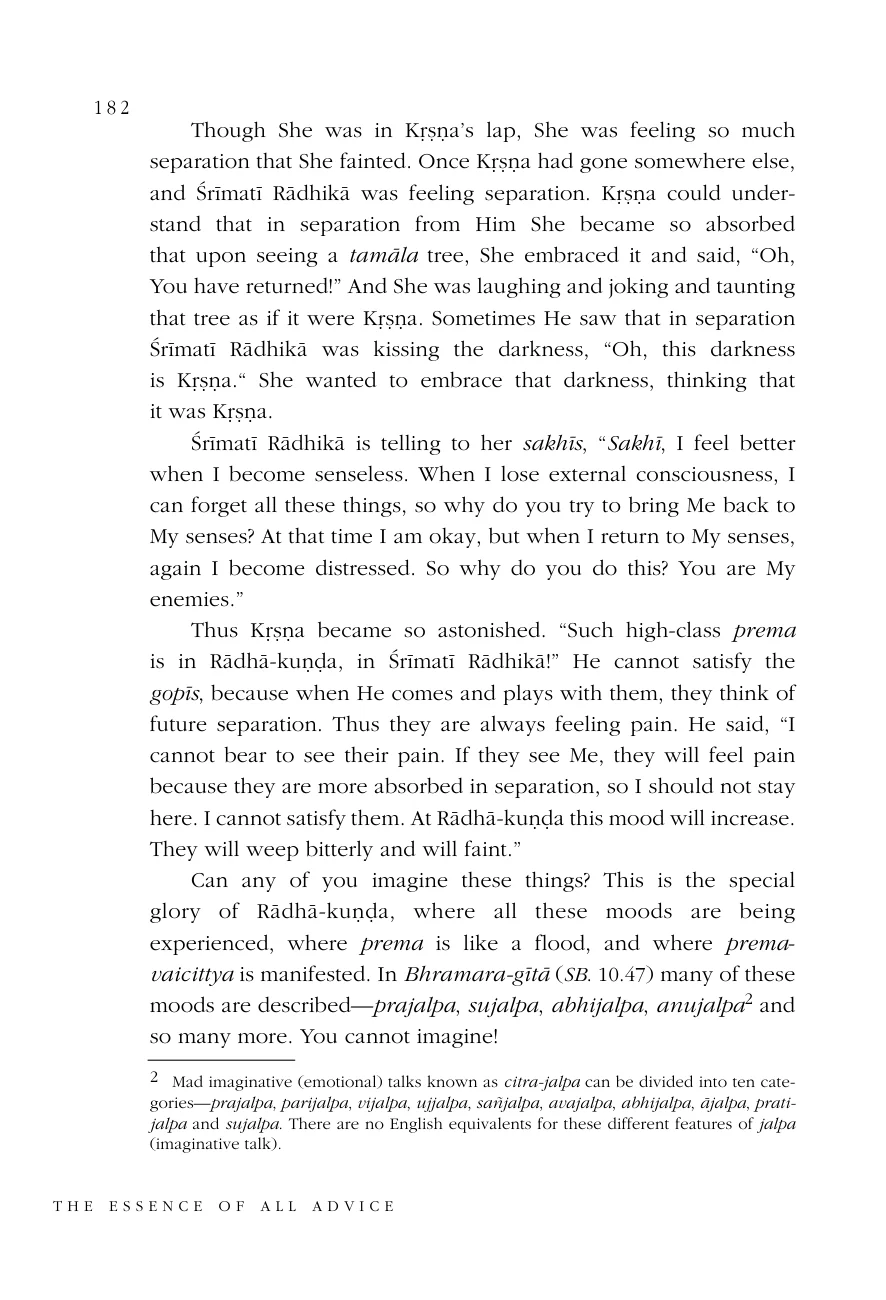 182
Though She was in Kṛṣṇa’s lap, She was feeling so much
separation that She fainted. Once Kṛṣṇa had gone somewhere else,
and Śrīmatī Rādhikā was feeling separation. Kṛṣṇa could under-
stand that in separation from Him She became so absorbed
that upon seeing a tamāla tree, She embraced it and said, “Oh,
You have returned!” And She was laughing and joking and taunting
that tree as if it were Kṛṣṇa. Sometimes He saw that in separation
Śrīmatī Rādhikā was kissing the darkness, “Oh, this darkness
is Kṛṣṇa.“ She wanted to embrace that darkness, thinking that
it was Kṛṣṇa.
Śrīmatī Rādhikā is telling to her sakhīs, “Sakhī, I feel better
when I become senseless. When I lose external consciousness, I
can forget all these things, so why do you try to bring Me back to
My senses? At that time I am okay, but when I return to My senses,
again I become distressed. So why do you do this? You are My
enemies.”
Thus Kṛṣṇa became so astonished. “Such high-class prema
is in Rādhā-kuṇḍa, in Śrīmatī Rādhikā!” He cannot satisfy the
gopīs, because when He comes and plays with them, they think of
future separation. Thus they are always feeling pain. He said, “I
cannot bear to see their pain. If they see Me, they will feel pain
because they are more absorbed in separation, so I should not stay
here. I cannot satisfy them. At Rādhā-kuṇḍa this mood will increase.
They will weep bitterly and will faint.”
Can any of you imagine these things? This is the special
glory of Rādhā-kuṇḍa, where all these moods are being
experienced, where prema is like a flood, and where prema-
vaicittya is manifested. In Bhramara-gītā (SB. 10.47) many of these
moods are described—prajalpa, sujalpa, abhijalpa, anujalpa2 and
so many more. You cannot imagine!
2 Mad imaginative (emotional) talks known as citra-jalpa can be divided into ten cate-
gories—prajalpa, parijalpa, vijalpa, ujjalpa, sañjalpa, avajalpa, abhijalpa, ājalpa, prati-
jalpa and sujalpa. There are no English equivalents for these different features of jalpa
(imaginative talk).
THE ESSENCE OF ALL ADVICE